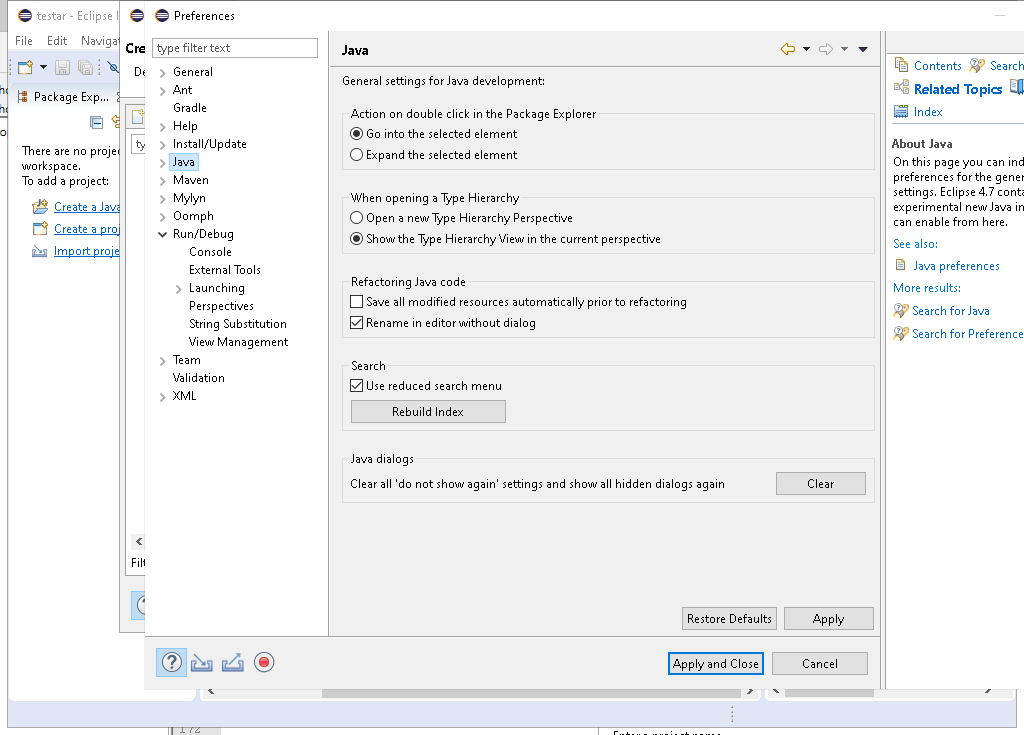 testar - Eclipse I
File Edit Navigat
Package Exp...
There are no proje
workspace.
To add a project:
Create a Java
Create a proj
Import proje
Cre
De
ty
Filt
Preferences
type filter text
General
Ant
Gradle
Help
Install/Update
Java
Maven
Mylyn
Oomph
Run/Debug
Console
External Tools
Launching
Perspectives
String Substitution
View Management
Team
Validation
XML
Java
General settings for Java development:
Action on double click in the Package Explorer
Go into the selected element
Expand the selected element
When opening a Type Hierarchy
Open a new Type Hierarchy Perspective
Show the Type Hierarchy View in the current perspective
Refactoring Java code
Save all modified resources automatically prior to refactoring
Rename in editor without dialog
Search
Use reduced search menu
Rebuild Index
Java dialogs
Clear all 'do not show again' settings and show all hidden dialogs again
Clear
Restore Defaults Apply
Apply and Close Cancel
Contents Search
Related Topics
Index
About Java
On this page you can ind
preferences for the gener
settings. Eclipse 4.7 conta
experimental new Java in
can enable from here.
See also:
Java preferences
More results:
Search for Java
Search for Preference
172
Enter a project name